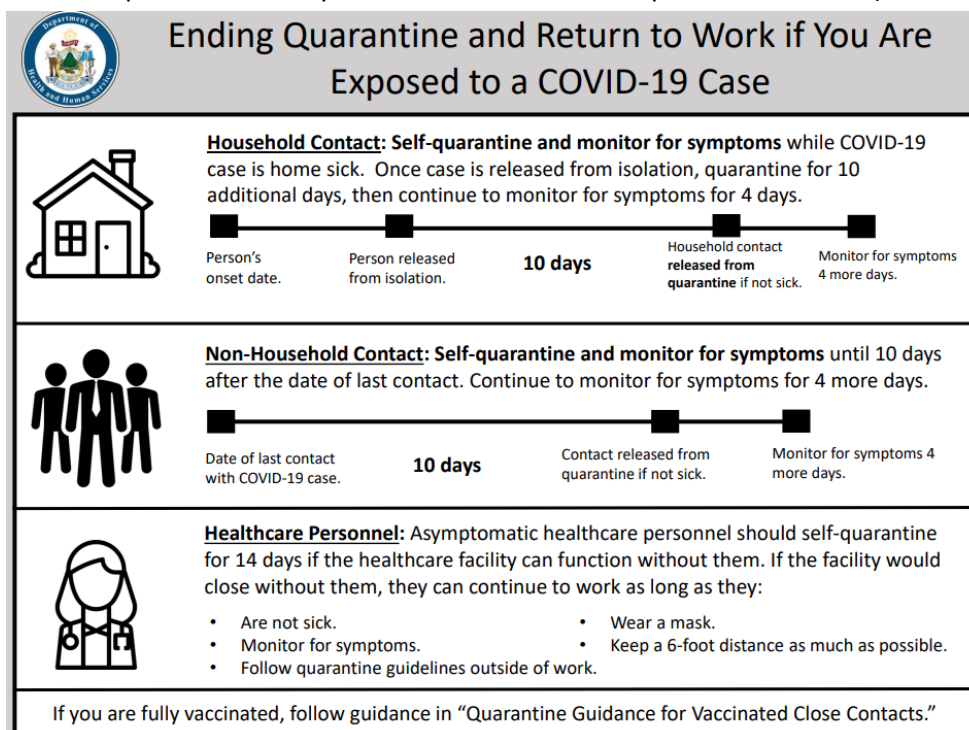 Department of
Health and Human Services
Ending Quarantine and Return to Work if You Are
Exposed to a COVID-19 Case
Household Contact: Self-quarantine and monitor for symptoms while COVID-19
case is home sick. Once case is released from isolation, quarantine for 10
additional days, then continue to monitor for symptoms for 4 days.
Person's
onset date.
Person released
from isolation.
10 days
Household contact
released from
quarantine if not sick.
Monitor for symptoms
4 more days.
Non-Household Contact: Self-quarantine and monitor for symptoms until 10 days
after the date of last contact. Continue to monitor for symptoms for 4 more days.
Date of last contact
with COVID-19 case.
10 days
Contact released from
quarantine if not sick.
Monitor for symptoms 4
more days.
Healthcare Personnel: Asymptomatic healthcare personnel should self-quarantine
for 14 days if the healthcare facility can function without them. If the facility would
close without them, they can continue to work as long as they:
• Are not sick.
• Monitor for symptoms.
• Follow quarantine guidelines outside of work.
• Wear a mask.
• Keep a 6-foot distance as much as possible.
If you are fully vaccinated, follow guidance in “Quarantine Guidance for Vaccinated Close Contacts.”